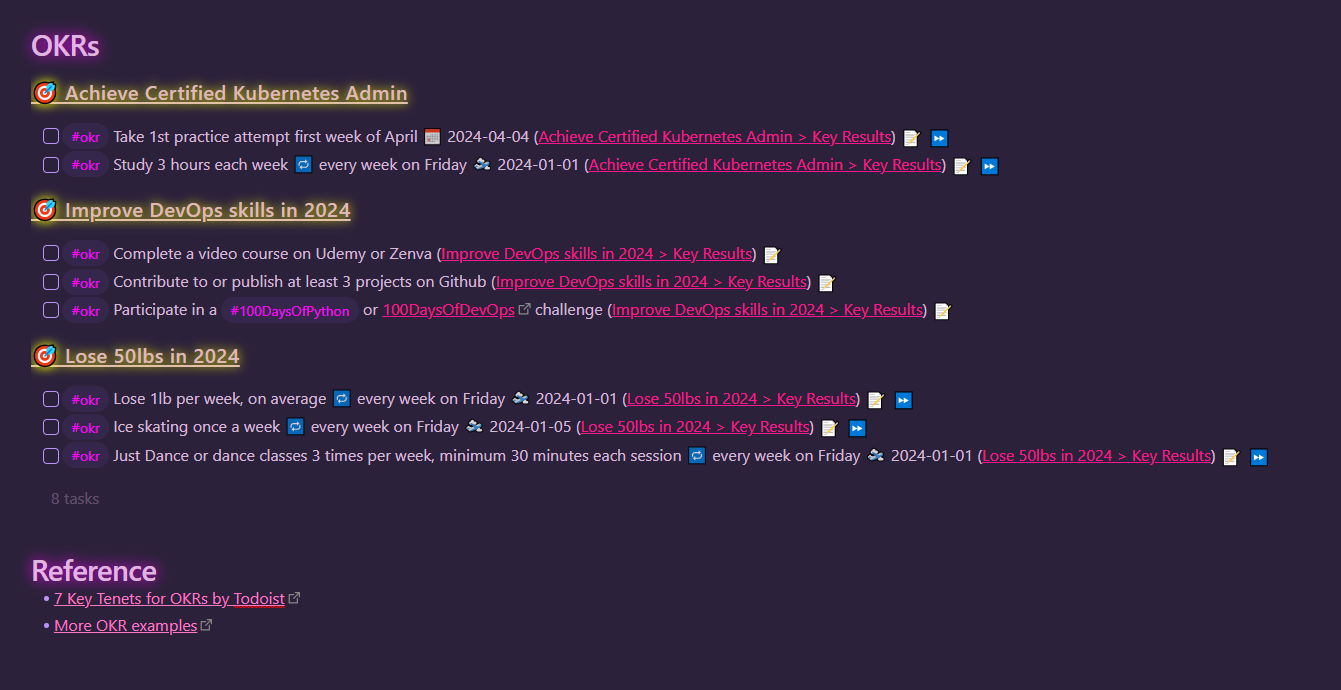 OKRs
🎯 Achieve Certified Kubernetes Admin
#okr Take 1st practice attempt first week of April 📅 2024-04-04 (Achieve Certified Kubernetes Admin > Key Results) 📝 ⏩
#okr Study 3 hours each week 🔁 every week on Friday 🛫 2024-01-01 (Achieve Certified Kubernetes Admin > Key Results) 📝 ⏩
🎯 Improve DevOps skills in 2024
#okr Complete a video course on Udemy or Zenva (Improve DevOps skills in 2024 > Key Results) 📝
#okr Contribute to or publish at least 3 projects on Github (Improve DevOps skills in 2024 > Key Results) 📝
#okr Participate in a #100DaysOfPython or 100DaysOfDevOps challenge (Improve DevOps skills in 2024 > Key Results) 📝
🎯 Lose 50lbs in 2024
#okr Lose 1lb per week, on average 🔁 every week on Friday 🛫 2024-01-01 (Lose 50lbs in 2024 > Key Results) 📝 ⏩
#okr Ice skating once a week 🔁 every week on Friday 🛫 2024-01-05 (Lose 50lbs in 2024 > Key Results) 📝 ⏩
#okr Just Dance or dance classes 3 times per week, minimum 30 minutes each session 🔁 every week on Friday 🛫 2024-01-01 (Lose 50lbs in 2024 > Key Results) 📝 ⏩
8 tasks
Reference
• 7 Key Tenets for OKRs by Todoist
• More OKR examples